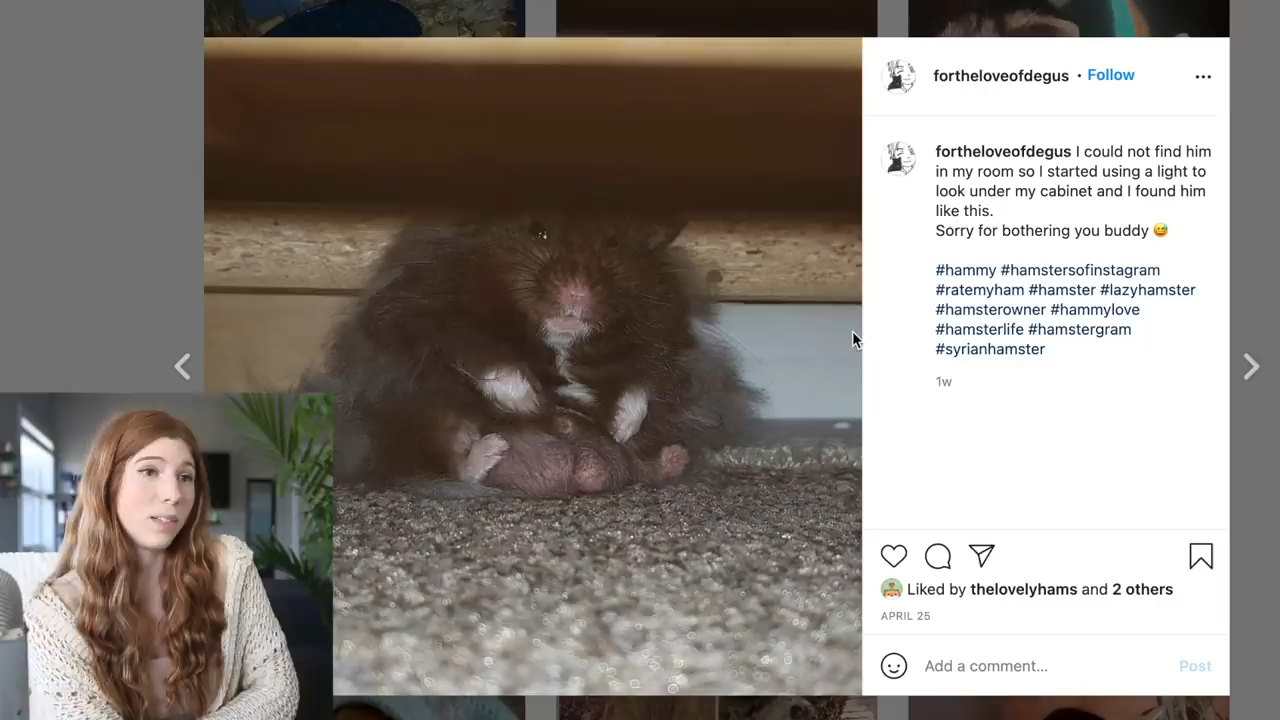 fortheloveofdegus • Follow
fortheloveofdegus I could not find him
in my room so I started using a light to
look under my cabinet and I found him
like this.
Sorry for bothering you buddy 😅
#hammy #hamstersofinstagram
#ratemyham #hamster #lazyhamster
#hamsterowner #hammylove
#hamsterlife #hamstergram
#syrianhamster
1w
Liked by thelovelyhams and 2 others
APRIL 25
Add a comment... Post